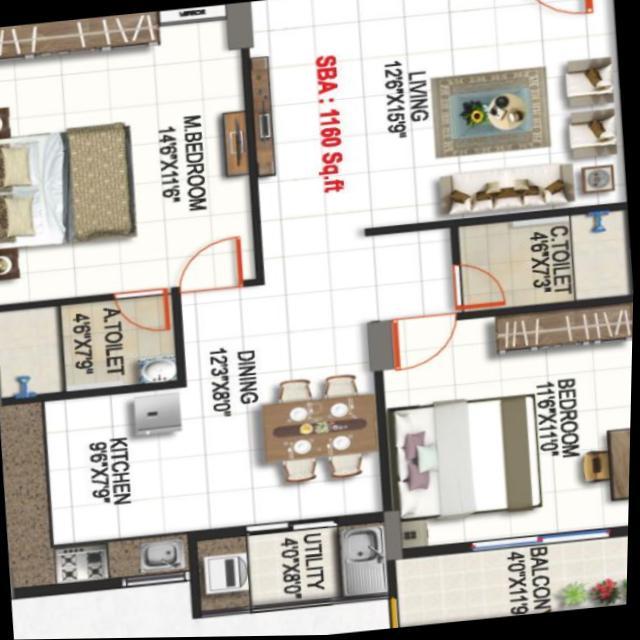 SBA : 1160 Sq.ft
LIVING
12'6"X15'9"
M.BEDROOM
14'6"X11'6"
C.TOILET
4'6"X7'3"
A.TOILET
4'6"X7'9"
DINING
12'3"X8'0"
BEDROOM
11'6"X11'0"
KITCHEN
9'6"X7'9"
UTILITY
4'0"X8'0"
BALCON
4'0"X11'9